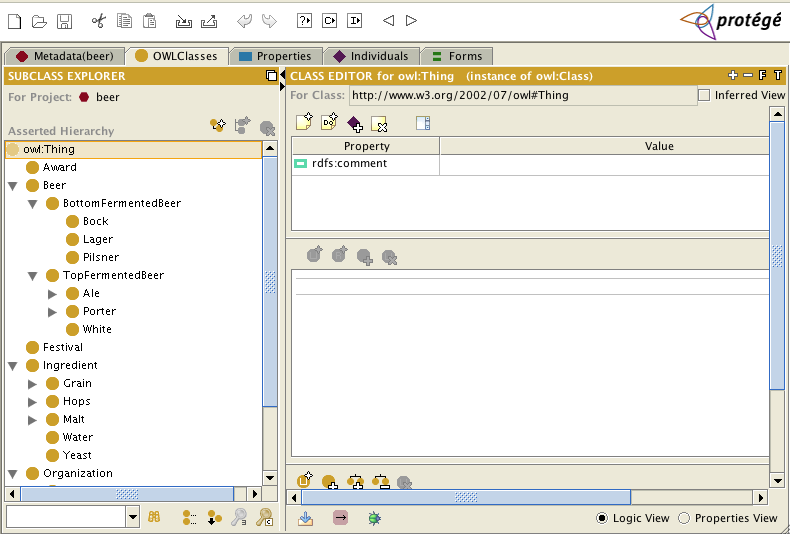 protégé
Metadata(beer)
OWLClasses
Properties
Individuals
Forms
SUBCLASS EXPLORER
For Project: beer
Asserted Hierarchy
owl:Thing
Award
Beer
BottomFermentedBeer
Bock
Lager
Pilsner
TopFermentedBeer
Ale
Porter
White
Festival
Ingredient
Grain
Hops
Malt
Water
Yeast
Organization
CLASS EDITOR for owl:Thing (instance of owl:Class)
F T
For Class: http://www.w3.org/2002/07/owl#Thing
Inferred View
Property Value
rdfs:comment
Logic View Properties View